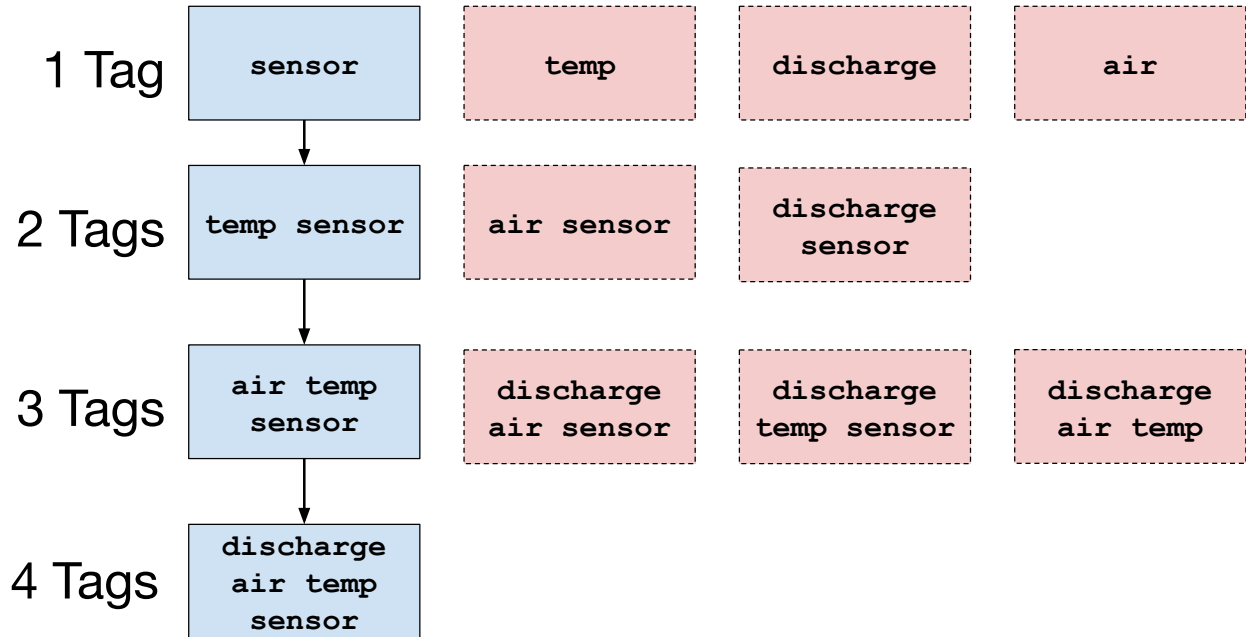 1 Tag
sensor
temp
discharge
air
2 Tags
temp sensor
air sensor
discharge
sensor
3 Tags
air temp
sensor
discharge
air sensor
discharge
temp sensor
discharge
air temp
4 Tags
discharge
air temp
sensor